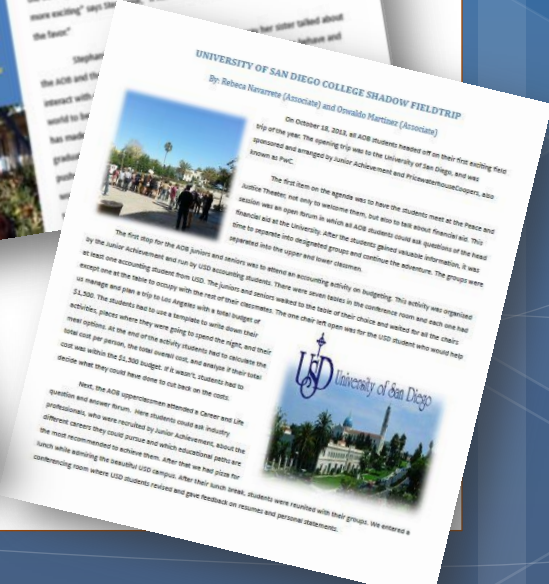 more exciting" says
the favor."
her sister talked about
behave and
Stephan
the AOB and th
interact with
world to be
has made
gradu
UNIVERSITY OF SAN DIEGO COLLEGE SHADOW FIELDTRIP
By: Rebeca Navarrete (Associate) and Oswaldo Martinez (Associate)
On October 18, 2013, all AOB students headed off on their first exciting field
trip of the year. The opening trip was to the University of San Diego, and was
sponsored and arranged by Junior Achievement and PricewaterhouseCoopers, also
known as PwC.
The first item on the agenda was to have the students meet at the Peace and
Justice Theater, not only to welcome them, but also to talk about financial aid. This
session was an open forum in which all AOB students could ask questions of the head
financial aid at the University. After the students gained valuable information, it was
time to separate into designated groups and continue the adventure. The groups were
separated into the upper and lower classmen.
The first stop for the AOB juniors and seniors was to attend an accounting activity on budgeting. This activity was organized
by the Junior Achievement and run by USD accounting students. There were seven tables in the conference room and each one had
at least one accounting student from USD. The juniors and seniors walked to the table of their choice and waited for all the chairs
except one at the table to occupy with the rest of their classmates. The one chair left open was for the USD student who would help
us manage and plan a trip to Los Angeles with a total budget of
$1,500. The students had to use a template to write down their
activities, places where they were going to spend the night, and their
meal options. At the end of the activity students had to calculate the
total cost per person, the total overall cost, and analyze if their total
cost was within the $1,500 budget. If it wasn't, students had to
decide what they could have done to cut back on the costs.
USD University of San Diego
Next, the AOB upperclassmen attended a Career and Life
question and answer forum. Here students could ask industry
professionals, who were recruited by Junior Achievement, about the
different careers they could pursue and which educational paths are
the most recommended to achieve them. After that we had pizza for
lunch while admiring the beautiful USD campus. After their lunch break, students were reunited with their groups. We entered a
conferencing room where USD students revised and gave feedback on resumes and personal statements.